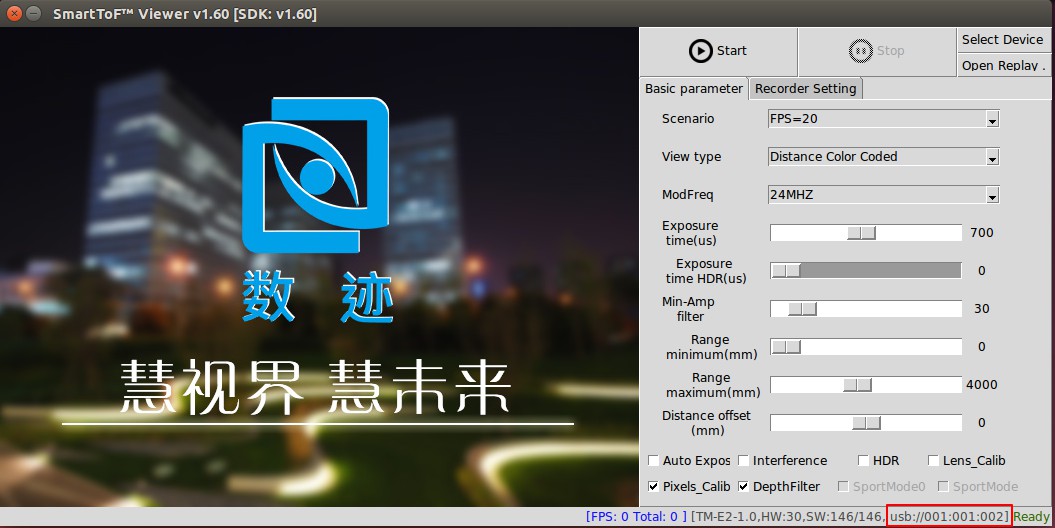 SmartToF™ Viewer v1.60 [SDK: v1.60]
数 迹
慧视界 慧未来
Start
Stop
Select Device
Open Replay .
Basic parameter
Recorder Setting
Scenario
FPS=20
View type
Distance Color Coded
ModFreq
24MHZ
Exposure
time(us)
700
Exposure
time HDR(us)
0
Min-Amp
filter
30
Range
minimum(mm)
0
Range
maximum(mm)
4000
Distance offset
(mm)
0
Auto Expos
Interference
HDR
Lens_Calib
Pixels_Calib
DepthFilter
SportMode0
SportMode
[FPS: 0 Total: 0 ] [TM-E2-1.0,HW:30,SW:146/146, usb://001:001:002] Ready